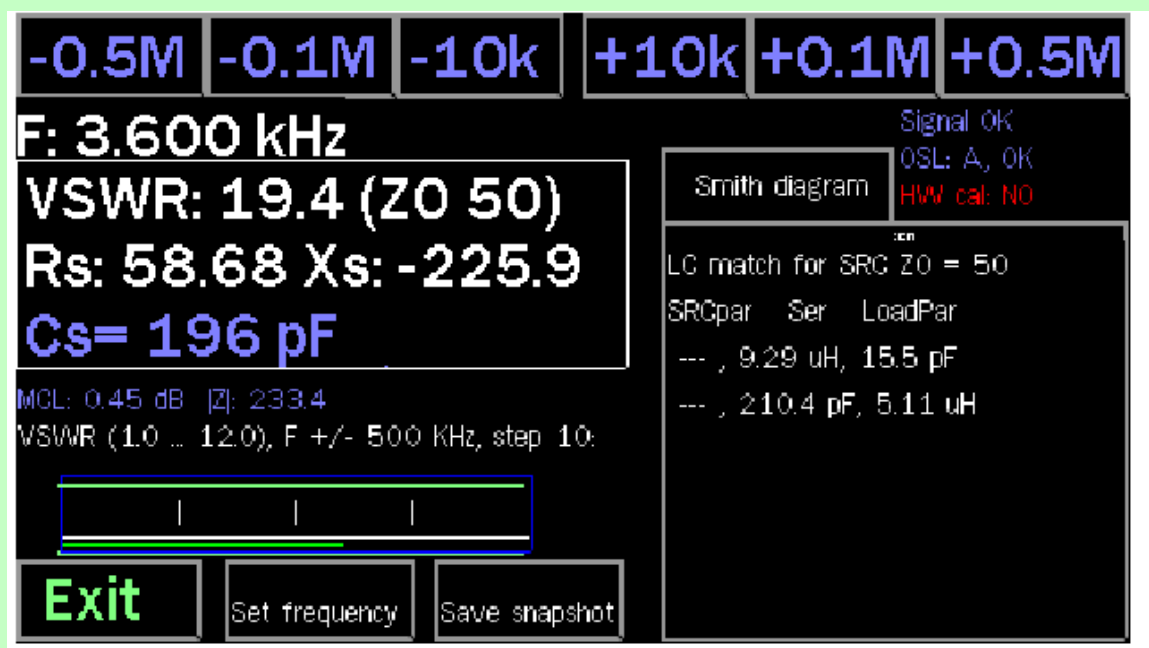 -0.5M -0.1M -10k +10k +0.1M +0.5M
F: 3.600 kHz
Signal OK
OSL: A, OK
HW cal: NO
VSWR: 19.4 (Z0 50)
Rs: 58.68 Xs: -225.9
Cs= 196 pF
MCL: 0.45 dB |Z|: 233.4
VSWR (1.0 ... 12.0), F +/- 500 KHz, step 10
Smith diagram
LC match for SRC Z0 = 50
SRCpar Ser LoadPar
--- , 9.29 uH, 15.5 pF
--- , 210.4 pF, 5.11 uH
Exit
Set frequency
Save snapshot